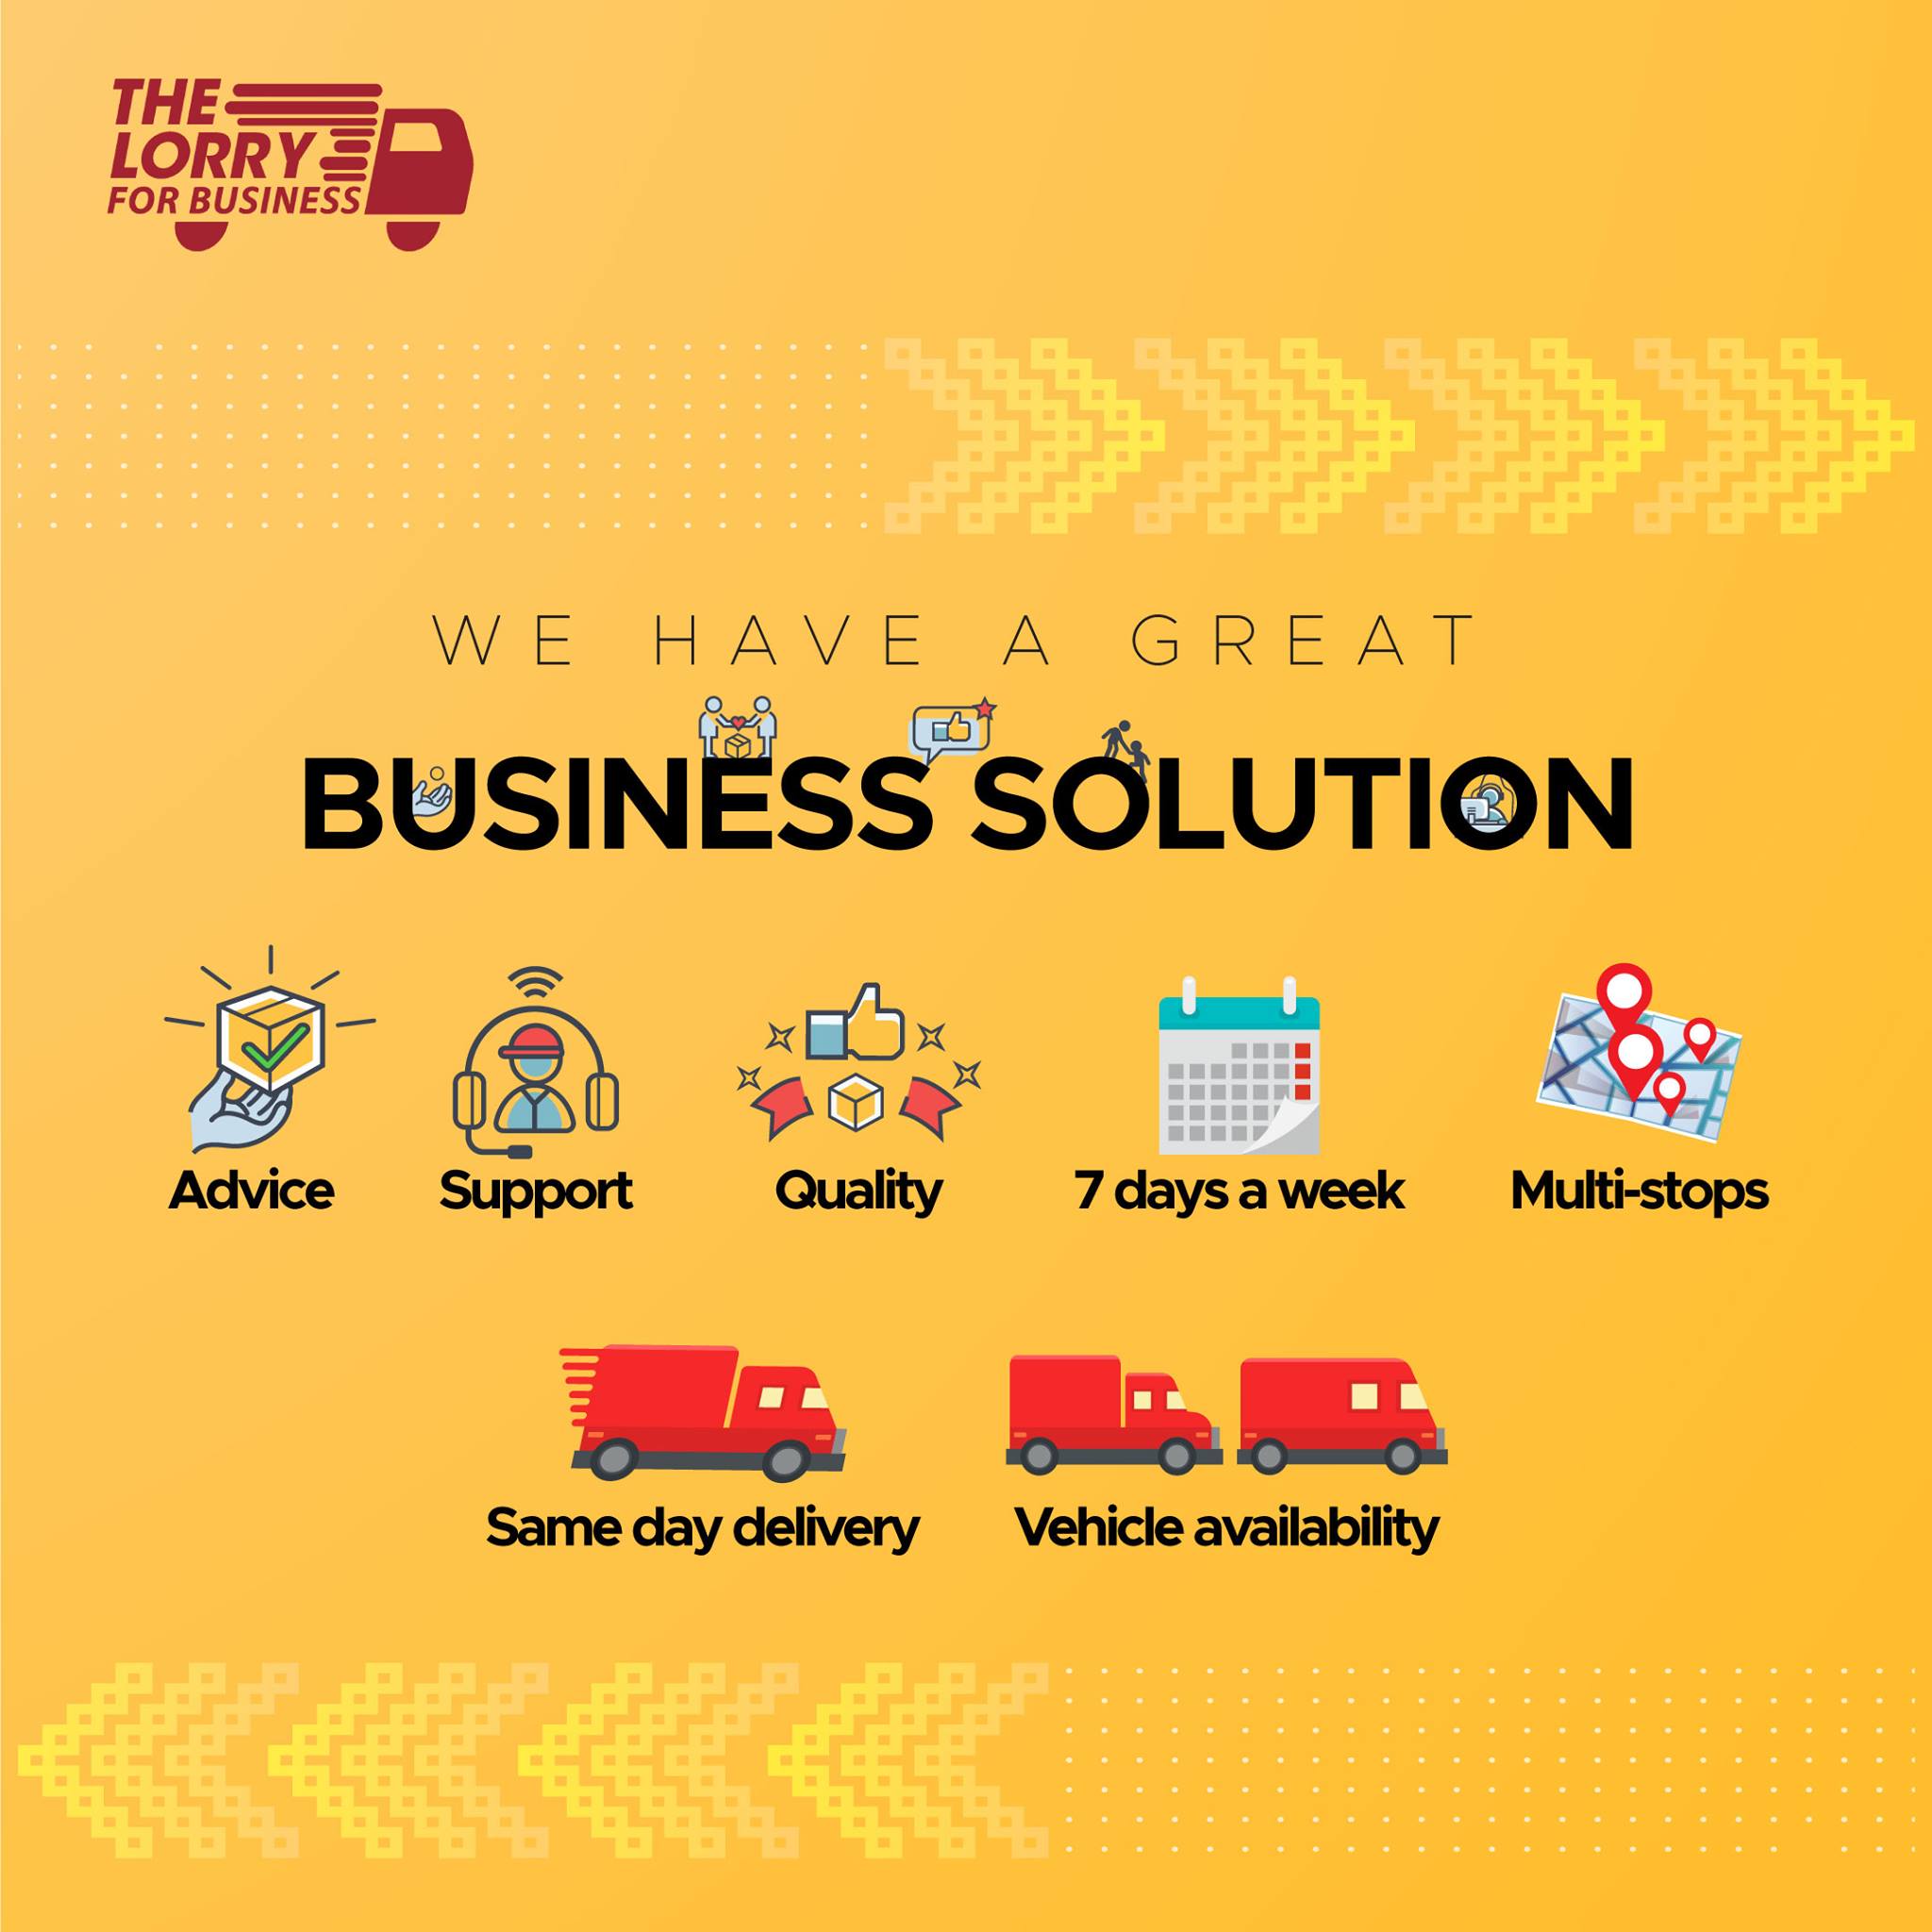 THE
LORRY
FOR BUSINESS
WE HAVE A GREAT
BUSINESS SOLUTION
Advice
Support
Quality
7 days a week
Multi-stops
Same day delivery
Vehicle availability